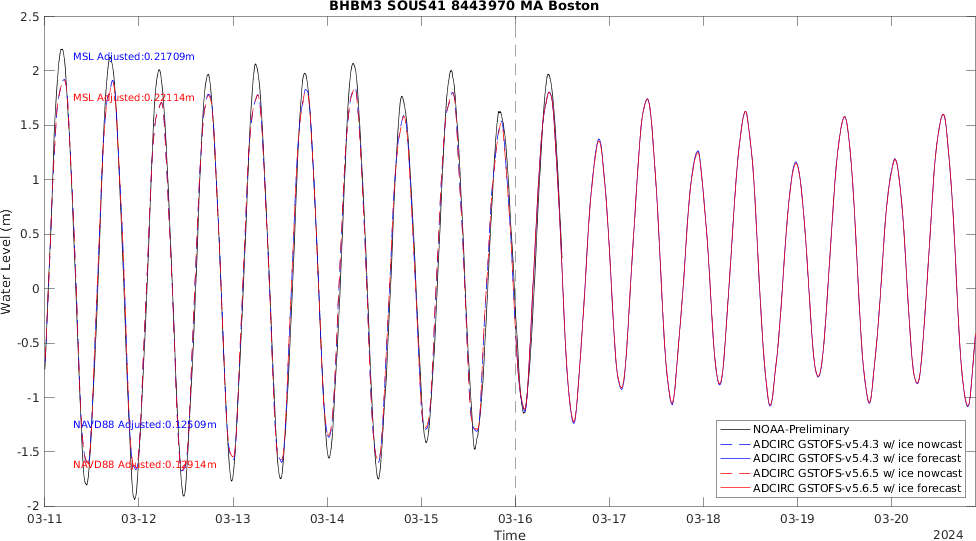 BHBM3 SOUS41 8443970 MA Boston
Water Level (m)
2.5
2
1.5
1
0.5
0
-0.5
-1
-1.5
-2
MSL Adjusted:0.21709m
MSL Adjusted:0.22114m
NAVD88 Adjusted:0.12509m
NAVD88 Adjusted:0.12914m
NOAA-Preliminary
ADCIRC GSTOFS-v5.4.3 w/ ice nowcast
ADCIRC GSTOFS-v5.4.3 w/ ice forecast
ADCIRC GSTOFS-v5.6.5 w/ ice nowcast
ADCIRC GSTOFS-v5.6.5 w/ ice forecast
03-11 03-12 03-13 03-14 03-15 03-16 03-17 03-18 03-19 03-20
Time
2024